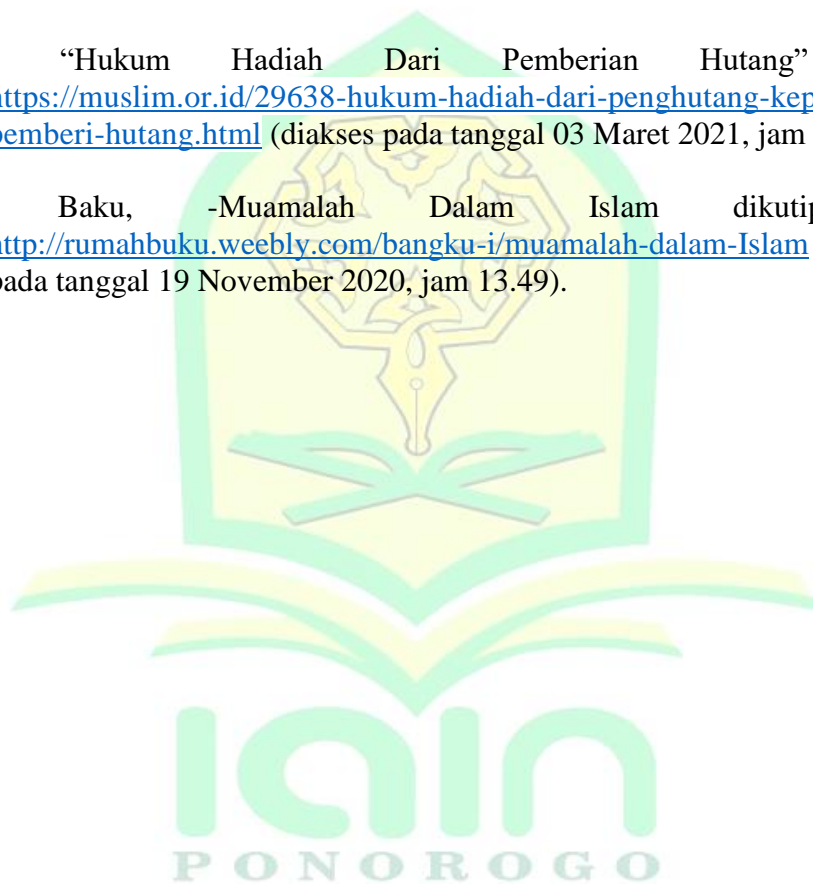 “Hukum Hadiah Dari Pemberian Hutang”
https://muslim.or.id/29638-hukum-hadiah-dari-penghutang-kep
pemberi-hutang.html (diakses pada tanggal 03 Maret 2021, jam
Baku, -Muamalah Dalam Islam dikutip
http://rumahbuku.weebly.com/bangku-i/muamalah-dalam-Islam
pada tanggal 19 November 2020, jam 13.49).
IAIN
PONOROGO